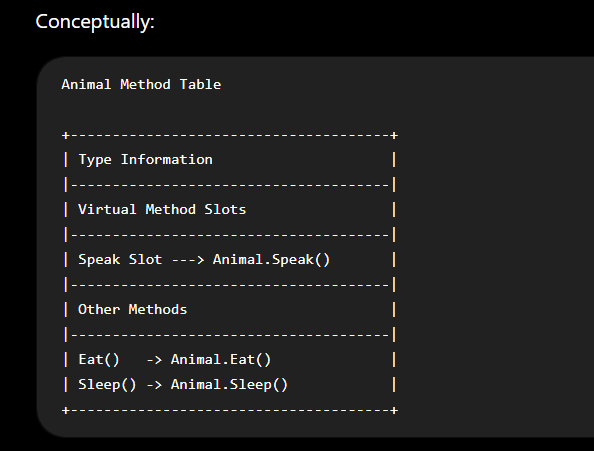 Conceptually:
Animal Method Table
+--------------------------------------+
| Type Information                     |
|--------------------------------------|
| Virtual Method Slots                 |
|--------------------------------------|
| Speak Slot ---> Animal.Speak()       |
|--------------------------------------|
| Other Methods                        |
|--------------------------------------|
| Eat()   -> Animal.Eat()              |
| Sleep() -> Animal.Sleep()            |
+--------------------------------------+